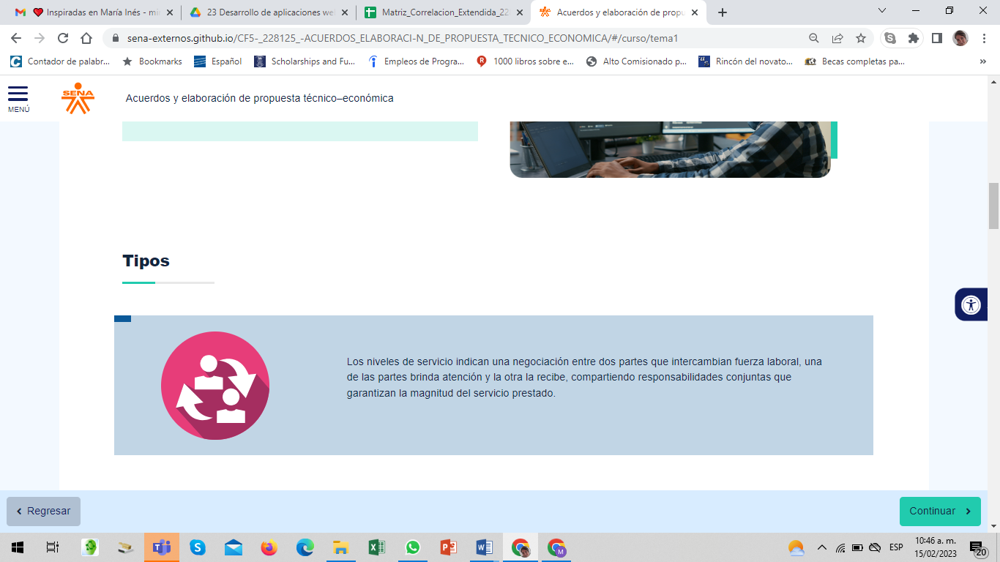 Inspiradas en María Inés - mi
23 Desarrollo de aplicaciones we
Matriz_Correlacion_Extendida_22
Acuerdos y elaboración de prop
sena-externos.github.io/CF5-_228125_-ACUERDOS_ELABORACI-N_DE_PROPUESTA_TECNICO_ECONOMICA/#/curso/tema1
Contador de palabr...
Bookmarks
Español
Scholarships and Fu...
Empleos de Progra...
1000 libros sobre e...
Alto Comisionado p...
Rincón del novato...
Becas completas pa...
»
MENÚ
SENA
Acuerdos y elaboración de propuesta técnico–económica
Tipos
Los niveles de servicio indican una negociación entre dos partes que intercambian fuerza laboral, una
de las partes brinda atención y la otra la recibe, compartiendo responsabilidades conjuntas que
garantizan la magnitud del servicio prestado.
Regresar
Continuar
ESP
10:46 a. m.
15/02/2023
20